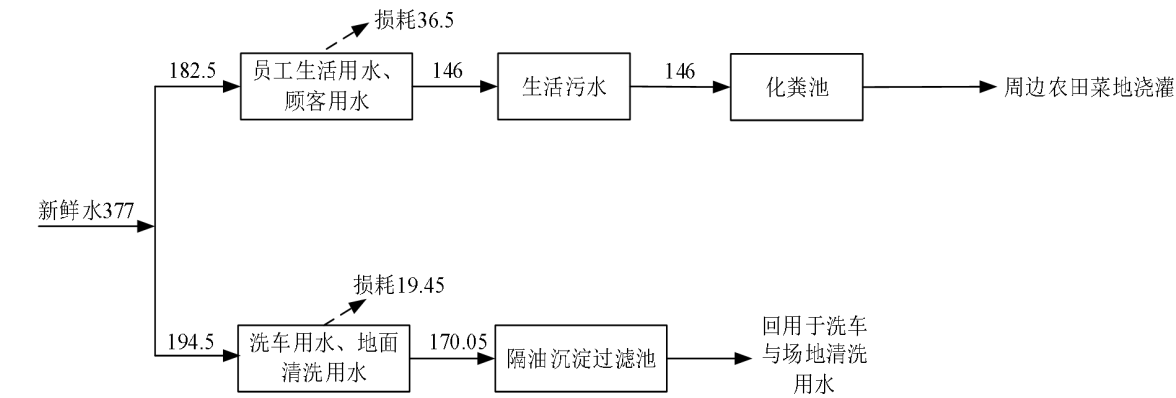 损耗36.5
182.5
员工生活用水、
顾客用水
146
生活污水
146
化粪池
周边农田菜地浇灌
新鲜水377
损耗19.45
194.5
洗车用水、地面
清洗用水
170.05
隔油沉淀过滤池
回用于洗车
与场地清洗
用水